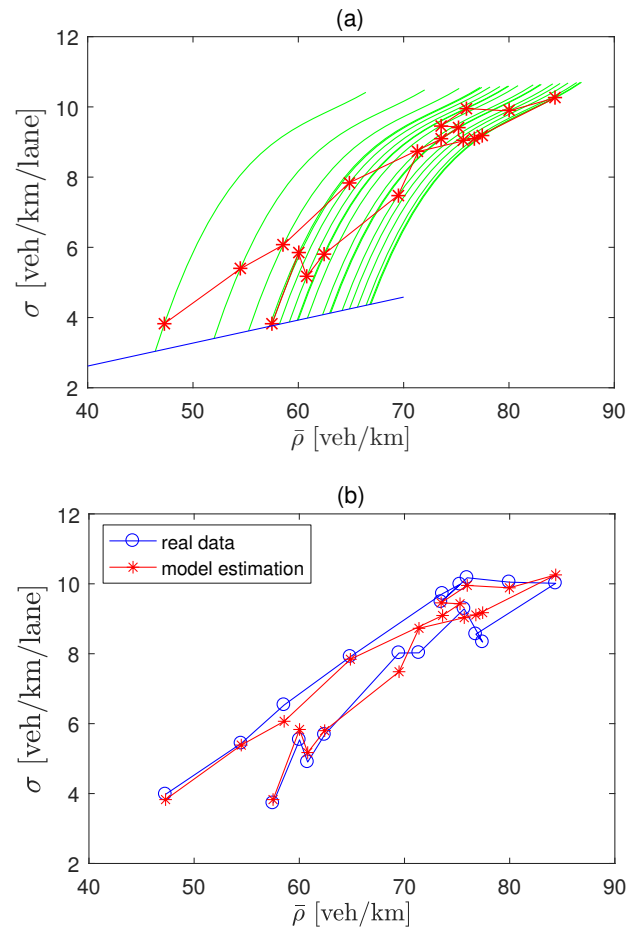 (a)
12
10
8
6
4
2
σ [veh/km/lane]
40 50 60 70 80 90
ρ̄ [veh/km]
(b)
12
10
8
6
4
2
σ [veh/km/lane]
real data
model estimation
40 50 60 70 80 90
ρ̄ [veh/km]